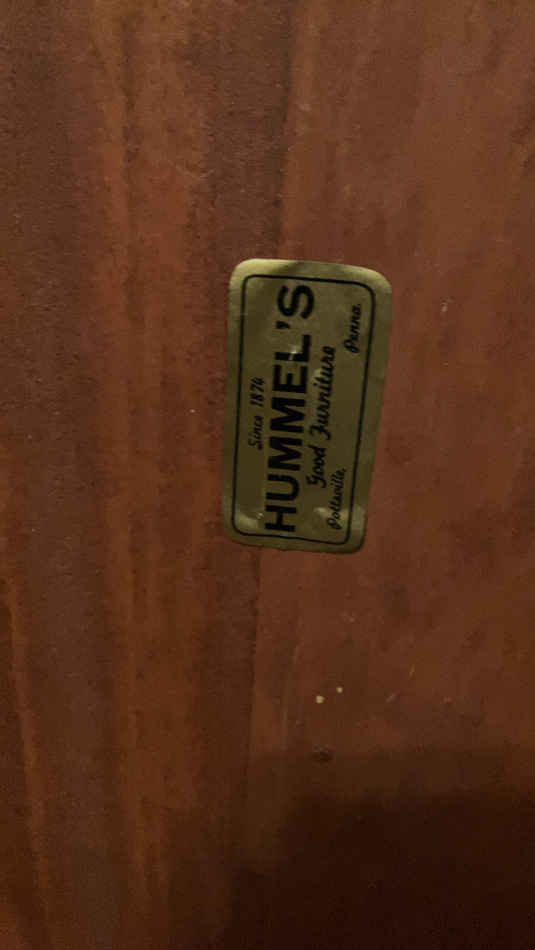 Since 1874
HUMMEL'S
Good Furniture
Pottsville, Penna.